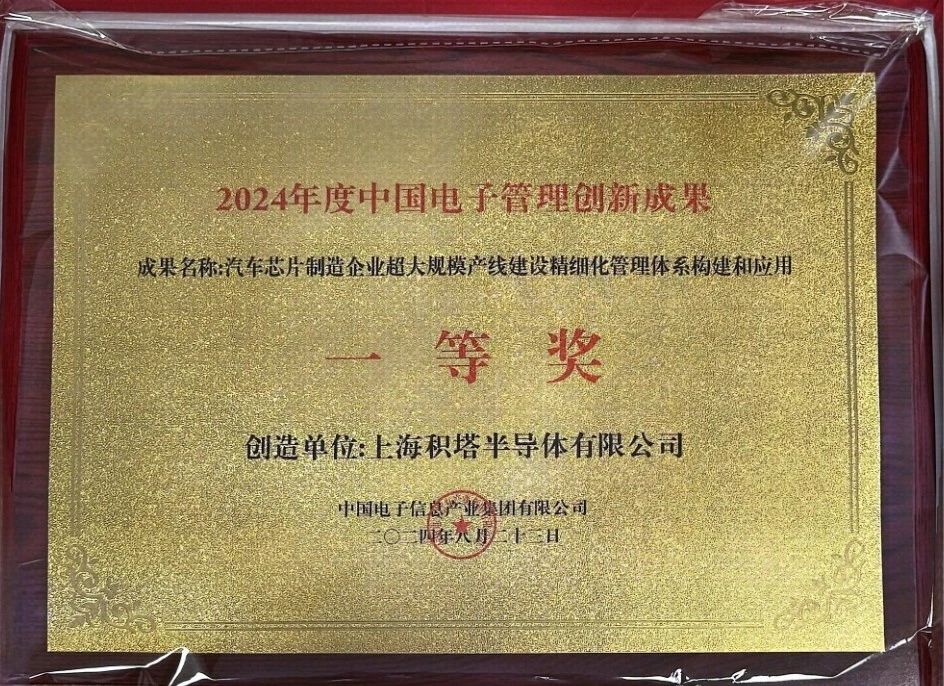 2024年度中国电子管理创新成果
成果名称:汽车芯片制造企业超大规模产线建设精细化管理体系构建和应用
一等奖
创造单位:上海积塔半导体有限公司
中国电子信息产业集团有限公司
二〇二四年八月二十三日